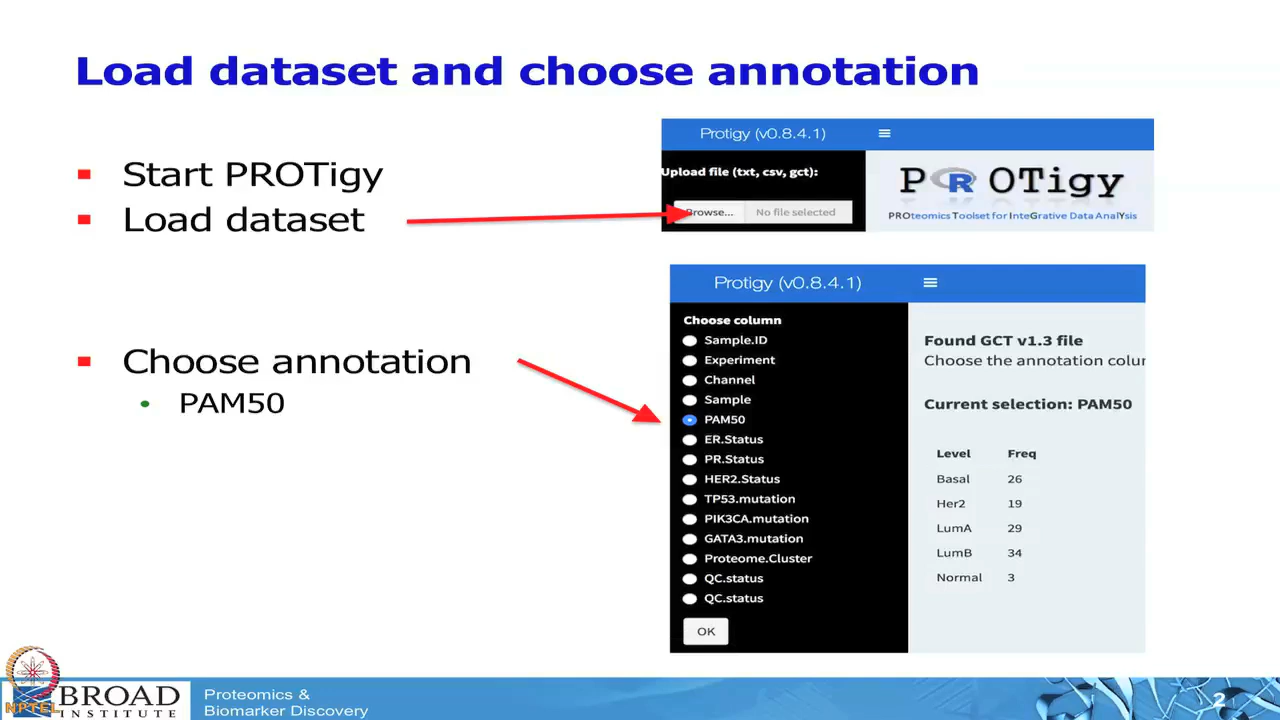 Load dataset and choose annotation
Start PROTigy
Load dataset
Choose annotation
PAM50
Protigy (v0.8.4.1)
Upload file (txt, csv, gct):
Browse...
No file selected
PROTigy
PROteomics Toolset for InteGrative Data AnalYsis
Protigy (v0.8.4.1)
Choose column
Sample.ID
Experiment
Channel
Sample
PAM50
ER.Status
PR.Status
HER2.Status
TP53.mutation
PIK3CA.mutation
GATA3.mutation
Proteome.Cluster
QC.status
QC.status
OK
Found GCT v1.3 file
Choose the annotation colur
Current selection: PAM50
Level Freq
Basal 26
Her2 19
LumA 29
LumB 34
Normal 3
NPTEL
BROAD
INSTITUTE
Proteomics &
Biomarker Discovery
2